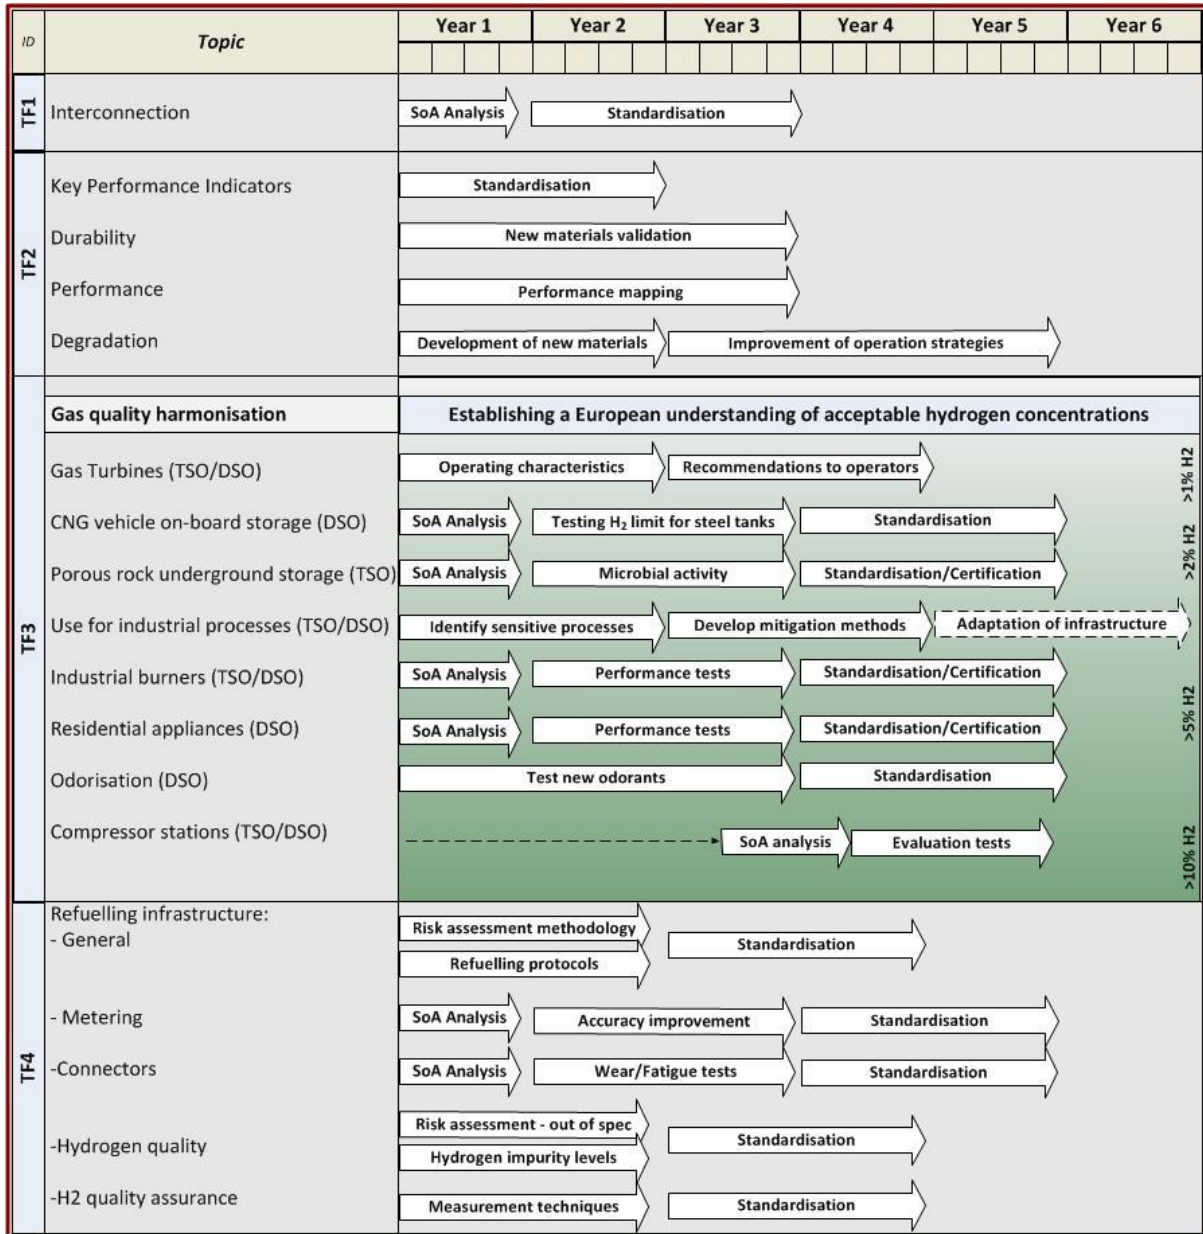 ID Topic Year 1 Year 2 Year 3 Year 4 Year 5 Year 6
TF1
Interconnection SoA Analysis Standardisation
TF2
Key Performance Indicators Standardisation
Durability New materials validation
Performance Performance mapping
Degradation Development of new materials Improvement of operation strategies
TF3
Gas quality harmonisation Establishing a European understanding of acceptable hydrogen concentrations
Gas Turbines (TSO/DSO) Operating characteristics Recommendations to operators >1% H2
CNG vehicle on-board storage (DSO) SoA Analysis Testing H₂ limit for steel tanks Standardisation >2% H2
Porous rock underground storage (TSO) SoA Analysis Microbial activity Standardisation/Certification
Use for industrial processes (TSO/DSO) Identify sensitive processes Develop mitigation methods Adaptation of infrastructure
Industrial burners (TSO/DSO) SoA Analysis Performance tests Standardisation/Certification >5% H2
Residential appliances (DSO) SoA Analysis Performance tests Standardisation/Certification
Odorisation (DSO) Test new odorants Standardisation
Compressor stations (TSO/DSO) SoA analysis Evaluation tests >10% H2
TF4
Refuelling infrastructure:
- General Risk assessment methodology Standardisation
Refuelling protocols
- Metering SoA Analysis Accuracy improvement Standardisation
-Connectors SoA Analysis Wear/Fatigue tests Standardisation
-Hydrogen quality Risk assessment - out of spec Standardisation
Hydrogen impurity levels
-H2 quality assurance Measurement techniques Standardisation